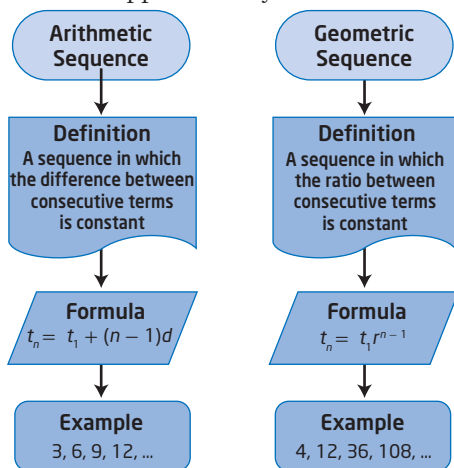 Arithmetic
Sequence
Definition
A sequence in which
the difference between
consecutive terms
is constant
Formula
tₙ = t₁ + (n − 1)d
Example
3, 6, 9, 12, ...
Geometric
Sequence
Definition
A sequence in which
the ratio between
consecutive terms
is constant
Formula
tₙ = t₁rⁿ⁻¹
Example
4, 12, 36, 108, ...